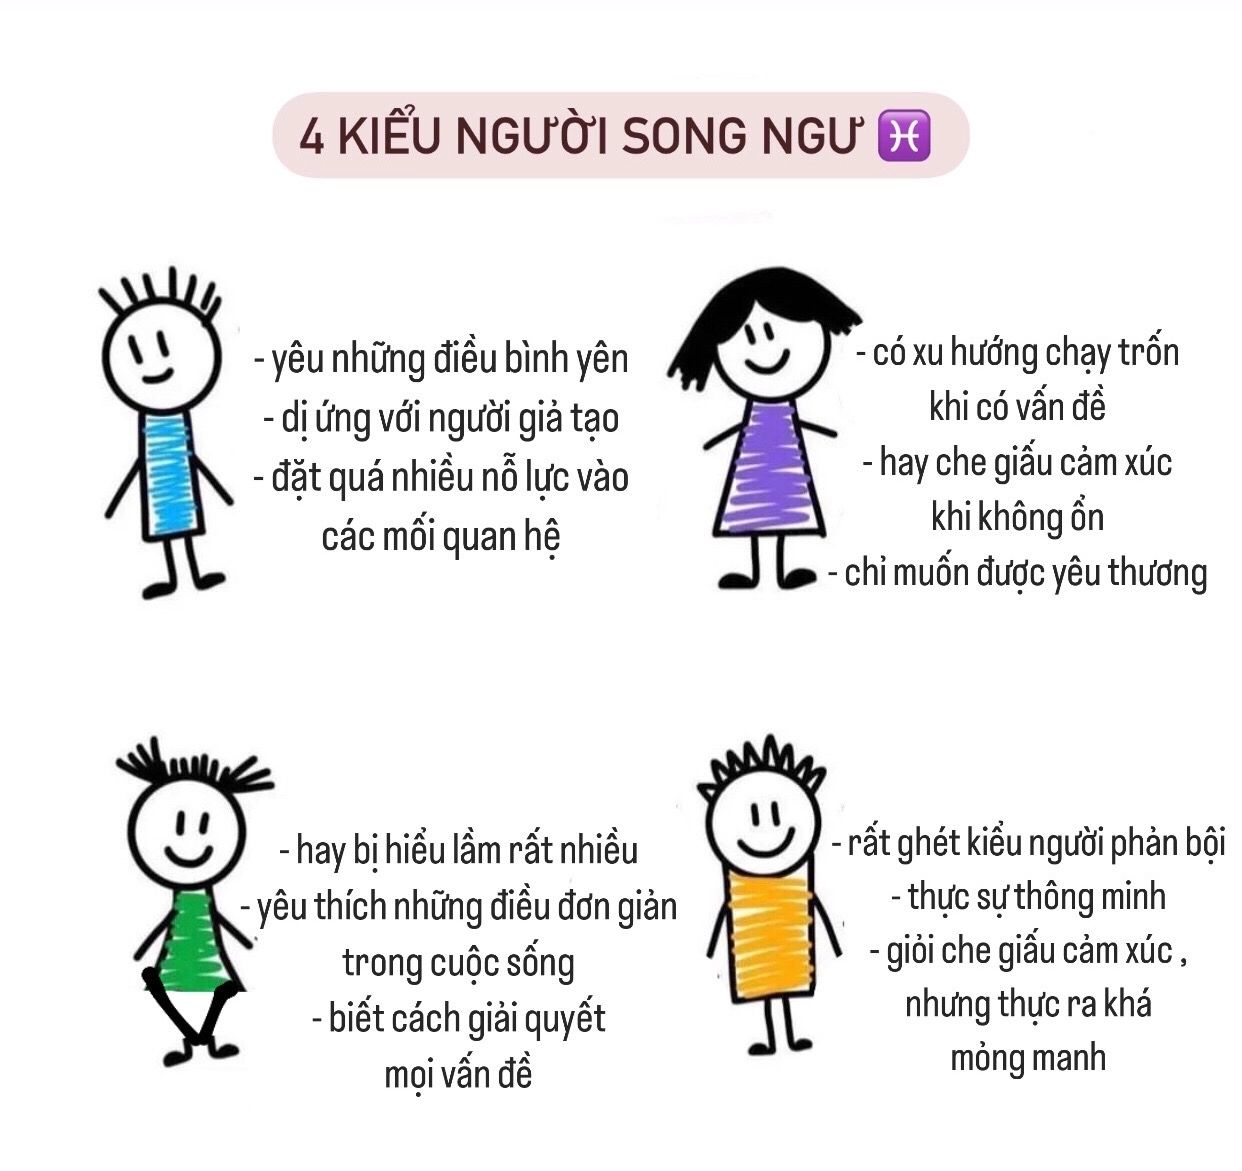 4 KIỂU NGƯỜI SONG NGƯ ♓
- yêu những điều bình yên
- dị ứng với người giả tạo
- đặt quá nhiều nỗ lực vào
các mối quan hệ
- có xu hướng chạy trốn
khi có vấn đề
- hay che giấu cảm xúc
khi không ổn
- chỉ muốn được yêu thương
- hay bị hiểu lầm rất nhiều
- yêu thích những điều đơn giản
trong cuộc sống
- biết cách giải quyết
mọi vấn đề
- rất ghét kiểu người phản bội
- thực sự thông minh
- giỏi che giấu cảm xúc ,
nhưng thực ra khá
mỏng manh